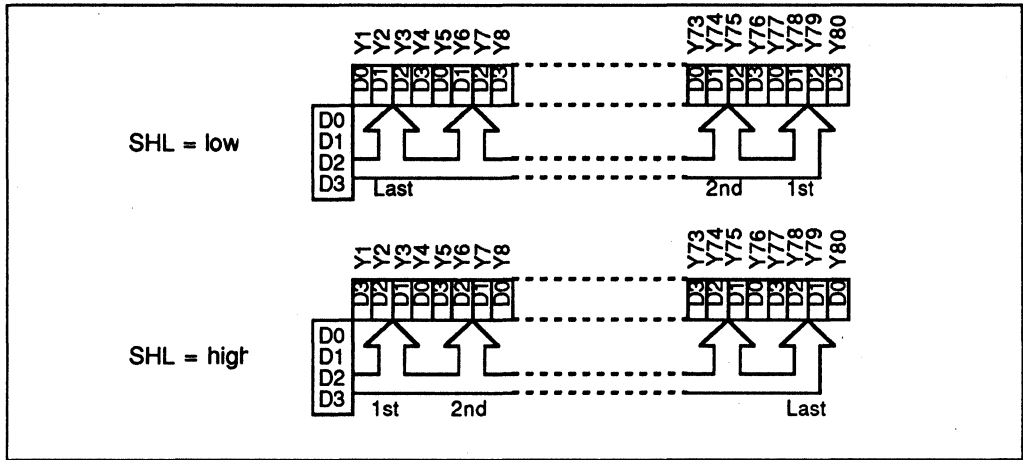 Y1 Y2 Y3 Y4 Y5 Y6 Y7 Y8 Y73 Y74 Y75 Y76 Y77 Y78 Y79 Y80
D0 D1 D2 D3 D0 D1 D2 D3 D0 D1 D2 D3 D0 D1 D2 D3
SHL = low
D0
D1
D2
D3
Last 2nd 1st
Y1 Y2 Y3 Y4 Y5 Y6 Y7 Y8 Y73 Y74 Y75 Y76 Y77 Y78 Y79 Y80
D3 D2 D1 D0 D3 D2 D1 D0 D3 D2 D1 D0 D3 D2 D1 D0
SHL = high
D0
D1
D2
D3
1st 2nd Last